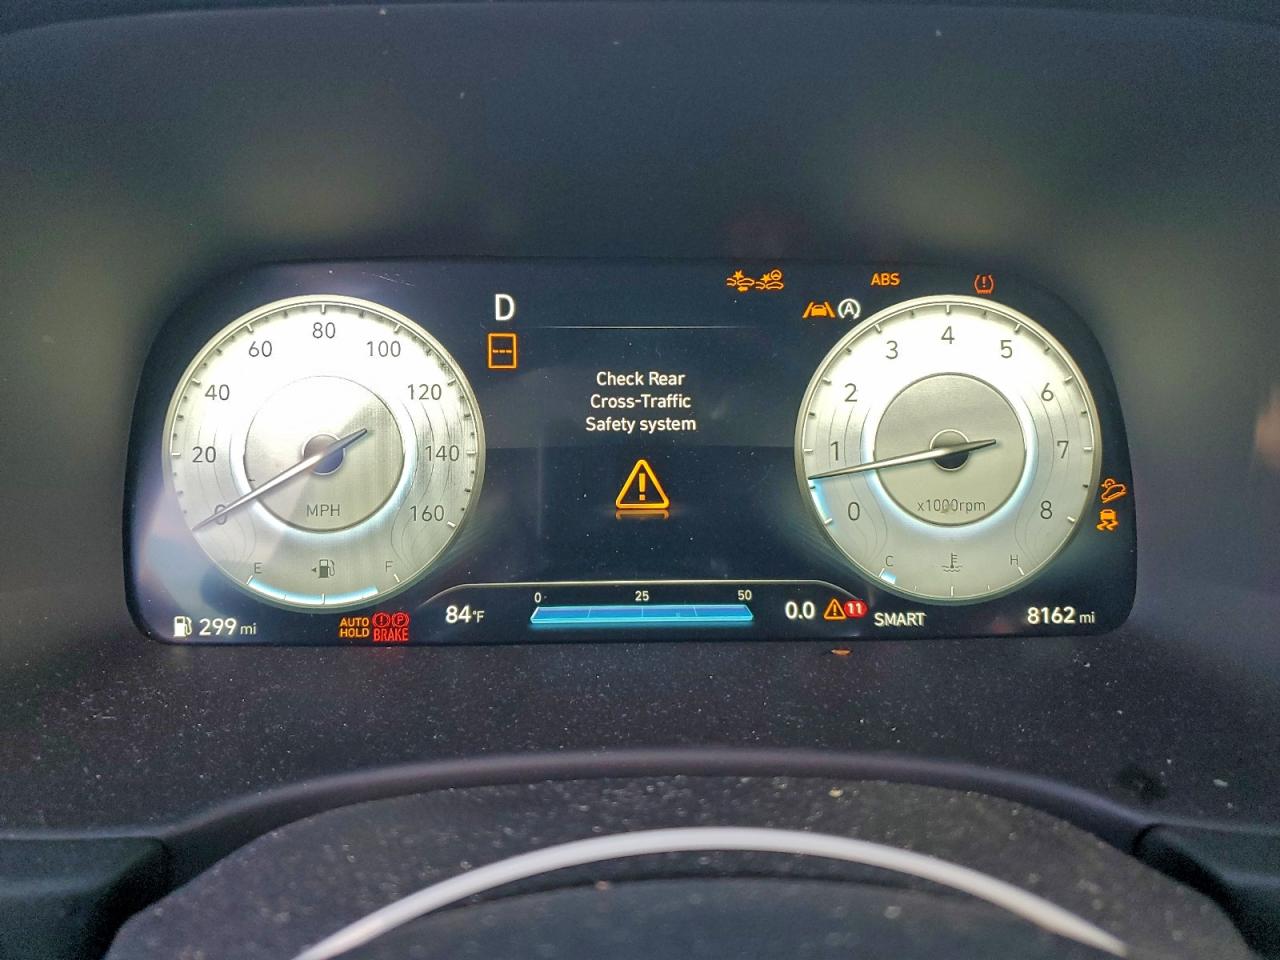 ABS
D
A
---
Check Rear
Cross-Traffic
Safety system
0
20
40
60
80
100
120
140
160
MPH
E
F
0
1
2
3
4
5
6
7
8
x1000rpm
C
H
299 mi
AUTO
HOLD
P
BRAKE
84°F
0
25
50
0.0
11
SMART
8162 mi